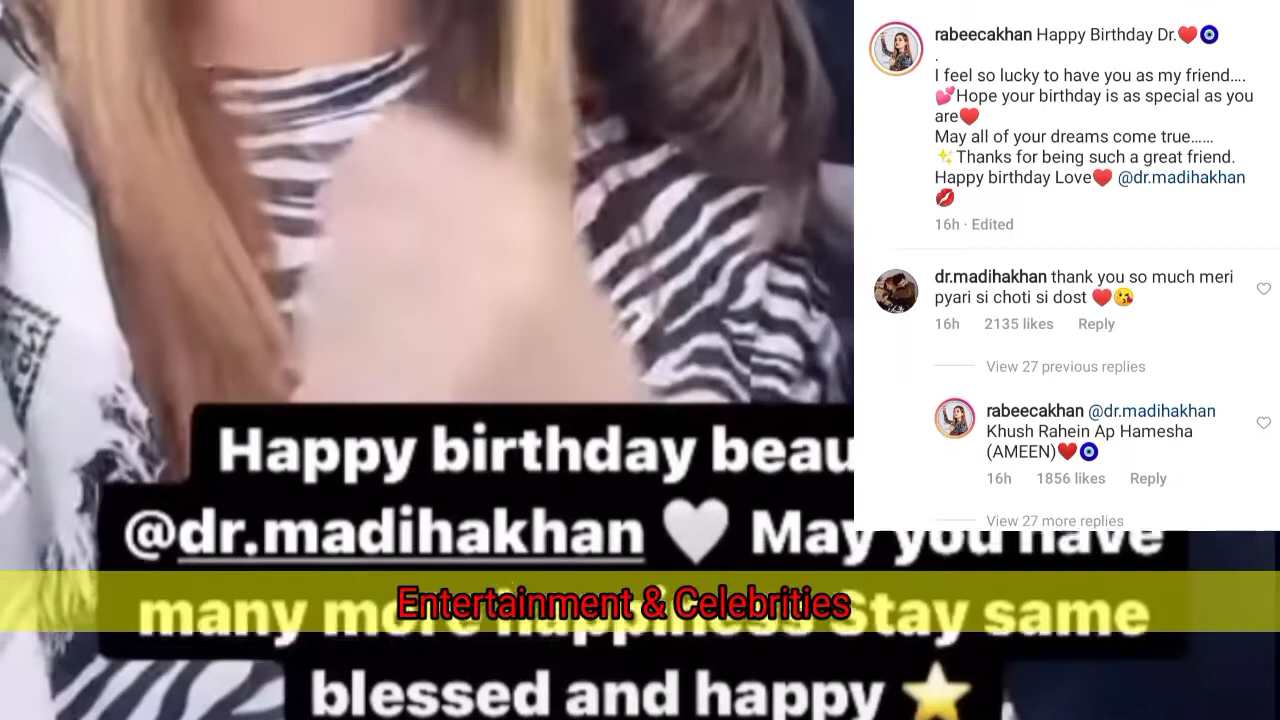 rabeecakhan Happy Birthday Dr.❤️🧿
.
I feel so lucky to have you as my friend....
💕Hope your birthday is as special as you
are❤️
May all of your dreams come true......
✨Thanks for being such a great friend.
Happy birthday Love❤️ @dr.madihakhan
💋
16h · Edited
dr.madihakhan thank you so much meri
pyari si choti si dost ❤️😘
16h 2135 likes Reply
View 27 previous replies
rabeecakhan @dr.madihakhan
Khush Rahein Ap Hamesha
(AMEEN)❤️🧿
16h 1856 likes Reply
View 27 more replies
Happy birthday beau
@dr.madihakhan 🤍 May you have
many more happiness Stay same
blessed and happy ⭐
Entertainment & Celebrities